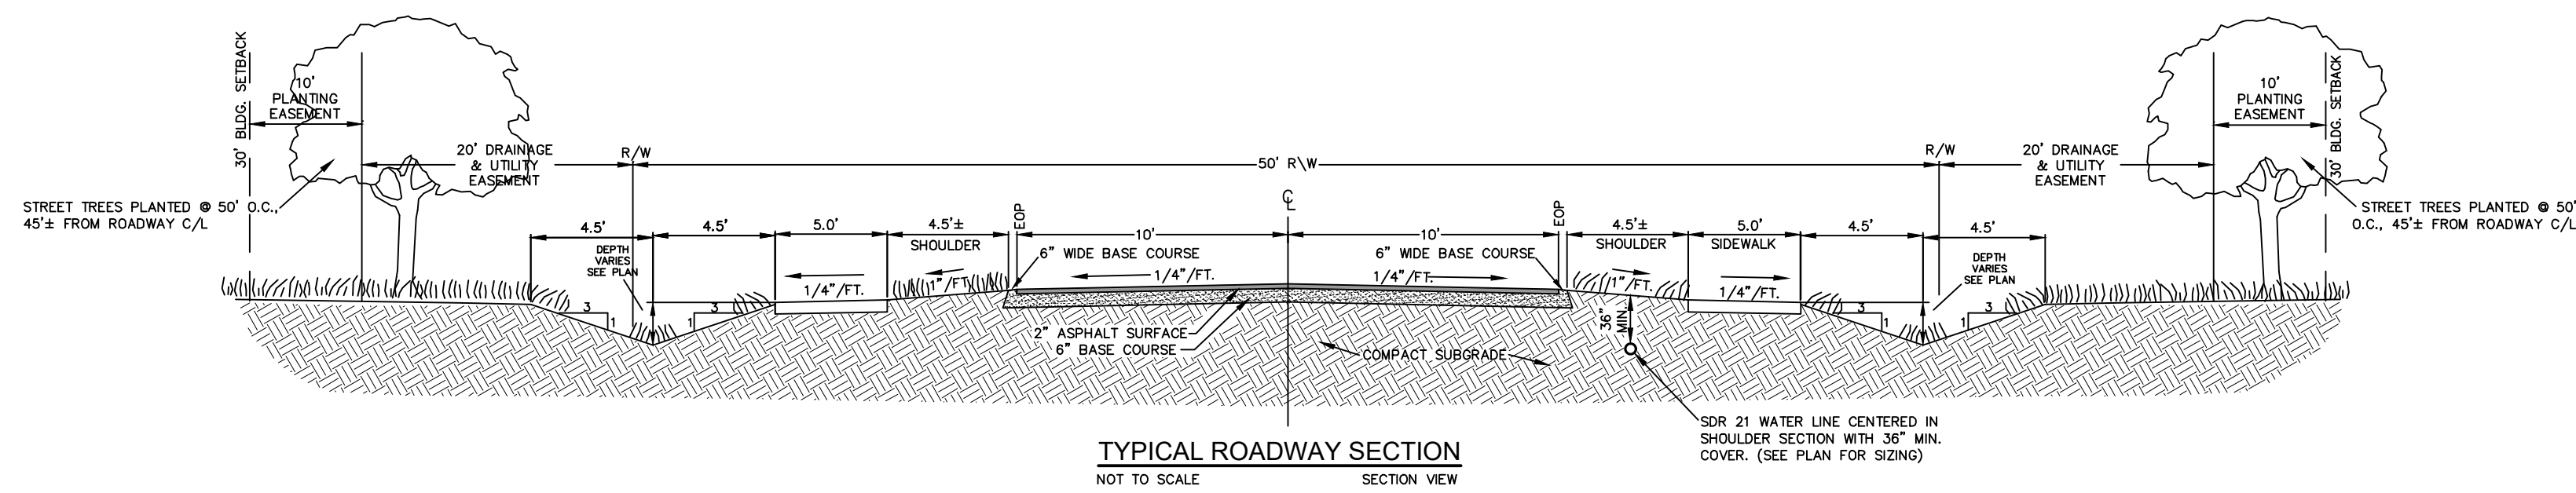 30' BLDG. SETBACK
10'
PLANTING
EASEMENT
20' DRAINAGE
& UTILITY
EASEMENT
R/W
50' R\W
R/W
20' DRAINAGE
& UTILITY
EASEMENT
10'
PLANTING
EASEMENT
30' BLDG. SETBACK
STREET TREES PLANTED @ 50' O.C.,
45'± FROM ROADWAY C/L
4.5'
4.5'
5.0'
4.5'±
SHOULDER
EOP
10'
℄
10'
EOP
4.5'±
SHOULDER
5.0'
SIDEWALK
4.5'
4.5'
STREET TREES PLANTED @ 50'
O.C., 45'± FROM ROADWAY C/L
DEPTH
VARIES
SEE PLAN
6" WIDE BASE COURSE
6" WIDE BASE COURSE
DEPTH
VARIES
SEE PLAN
3
1
3
1
1/4"/FT.
1"/FT.
1/4"/FT.
1/4"/FT.
1"/FT.
1/4"/FT.
3
1
3
1
2" ASPHALT SURFACE
6" BASE COURSE
COMPACT SUBGRADE
36"
MIN.
SDR 21 WATER LINE CENTERED IN
SHOULDER SECTION WITH 36" MIN.
COVER. (SEE PLAN FOR SIZING)
TYPICAL ROADWAY SECTION
NOT TO SCALE
SECTION VIEW